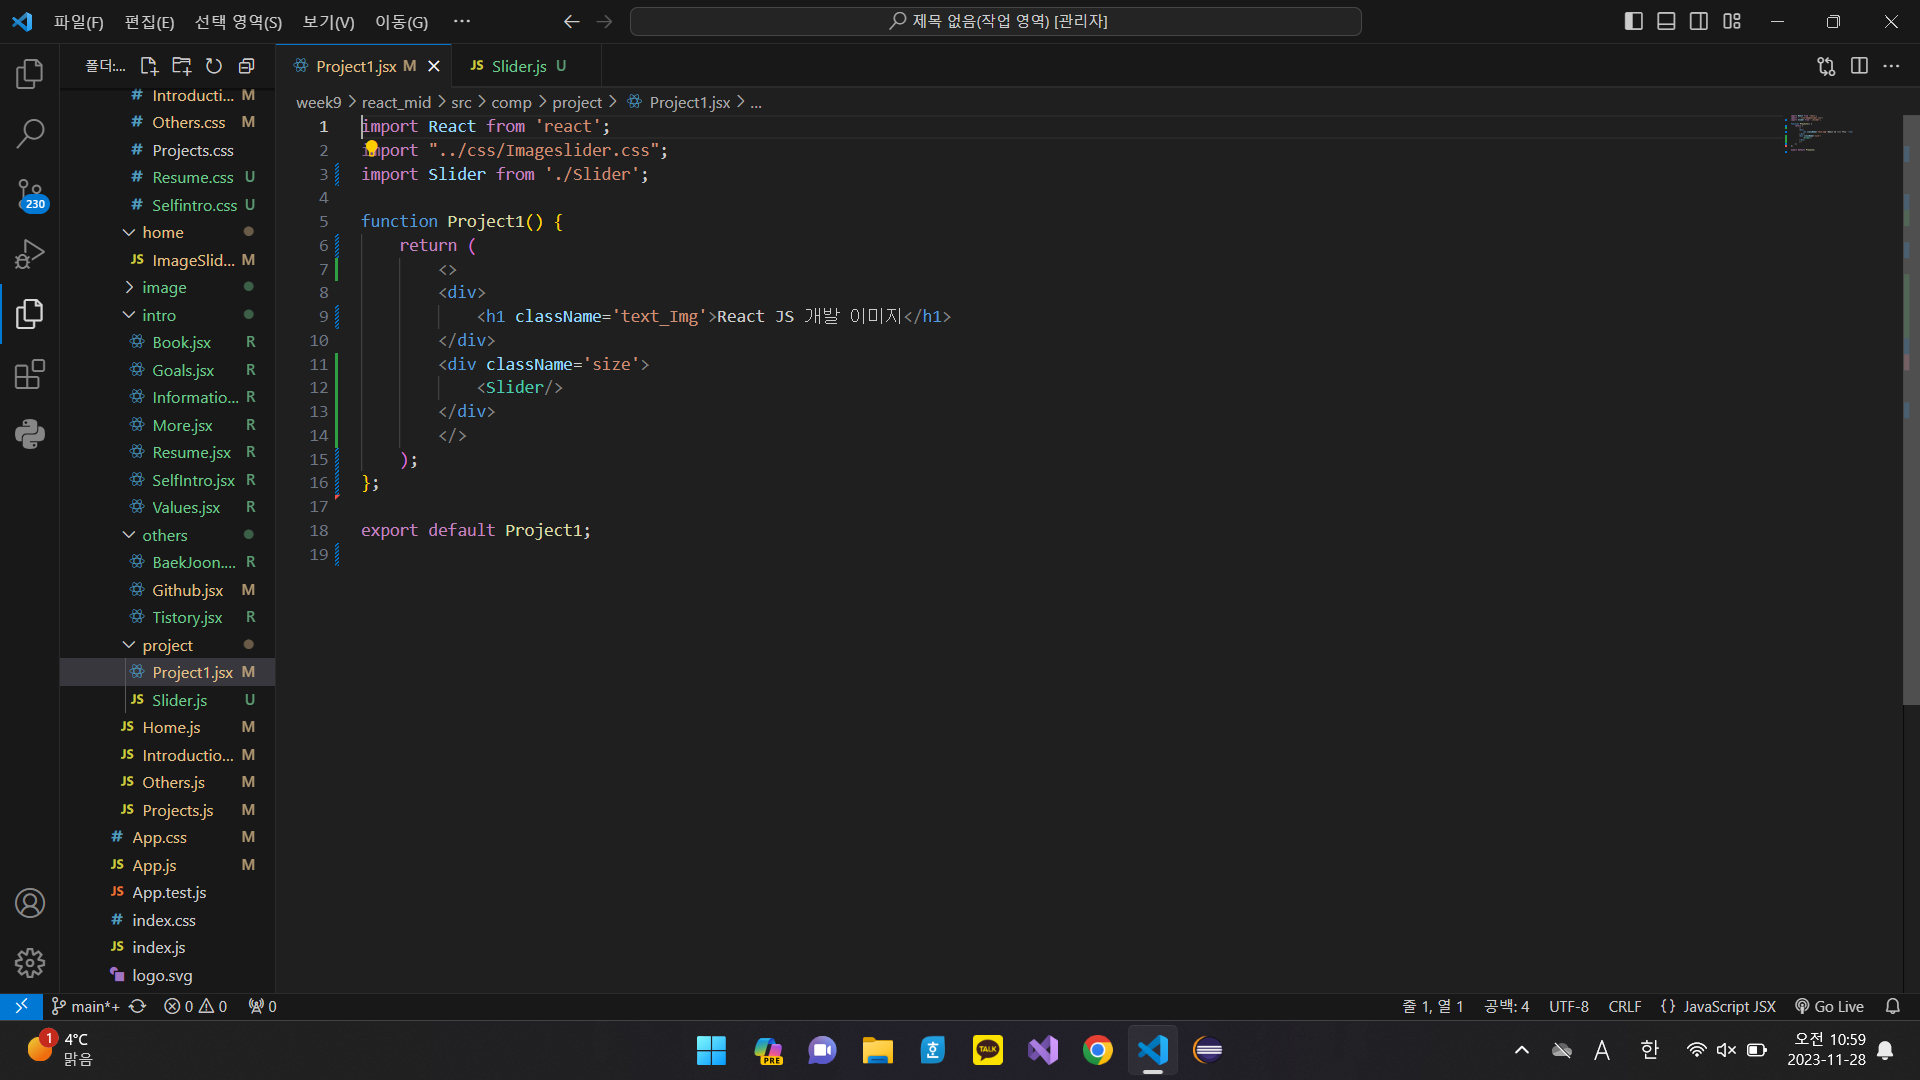 파일(F) 편집(E) 선택 영역(S) 보기(V) 이동(G) ···
제목 없음(작업 영역) [관리자]
폴더:...
Project1.jsx M
JS Slider.js U
week9 > react_mid > src > comp > project > Project1.jsx > ...
# Introducti... M
# Others.css M
# Projects.css
# Resume.css U
# Selfintro.css U
home
JS ImageSlid... M
image
intro
Book.jsx R
Goals.jsx R
Informatio... R
More.jsx R
Resume.jsx R
SelfIntro.jsx R
Values.jsx R
others
BaekJoon.... R
Github.jsx M
Tistory.jsx R
project
Project1.jsx M
JS Slider.js U
JS Home.js M
JS Introductio... M
JS Others.js M
JS Projects.js M
# App.css M
JS App.js M
JS App.test.js
# index.css
JS index.js
logo.svg
230
1 import React from 'react';
2 import "../css/Imageslider.css";
3 import Slider from './Slider';
4
5 function Project1() {
6 return (
7 <>
8 <div>
9 <h1 className='text_Img'>React JS 개발 이미지</h1>
10 </div>
11 <div className='size'>
12 <Slider/>
13 </div>
14 </>
15 );
16 };
17
18 export default Project1;
19
main*+ 0 0 0
줄 1, 열 1 공백: 4 UTF-8 CRLF {} JavaScript JSX Go Live
1
4°C
맑음
PRE
TALK
A 한
오전 10:59
2023-11-28